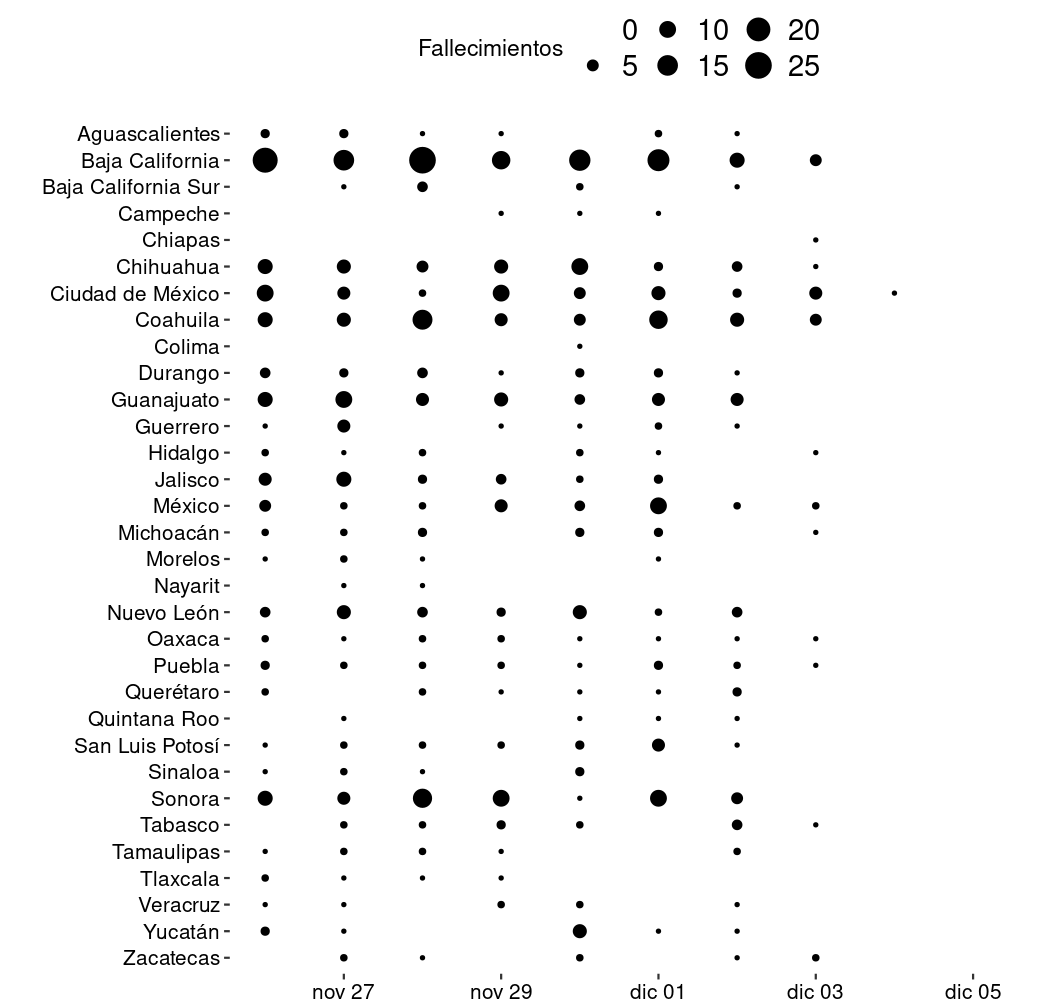 Fallecimientos
0 10 20
5 15 25
Aguascalientes
Baja California
Baja California Sur
Campeche
Chiapas
Chihuahua
Ciudad de México
Coahuila
Colima
Durango
Guanajuato
Guerrero
Hidalgo
Jalisco
México
Michoacán
Morelos
Nayarit
Nuevo León
Oaxaca
Puebla
Querétaro
Quintana Roo
San Luis Potosí
Sinaloa
Sonora
Tabasco
Tamaulipas
Tlaxcala
Veracruz
Yucatán
Zacatecas
nov 27 nov 29 dic 01 dic 03 dic 05